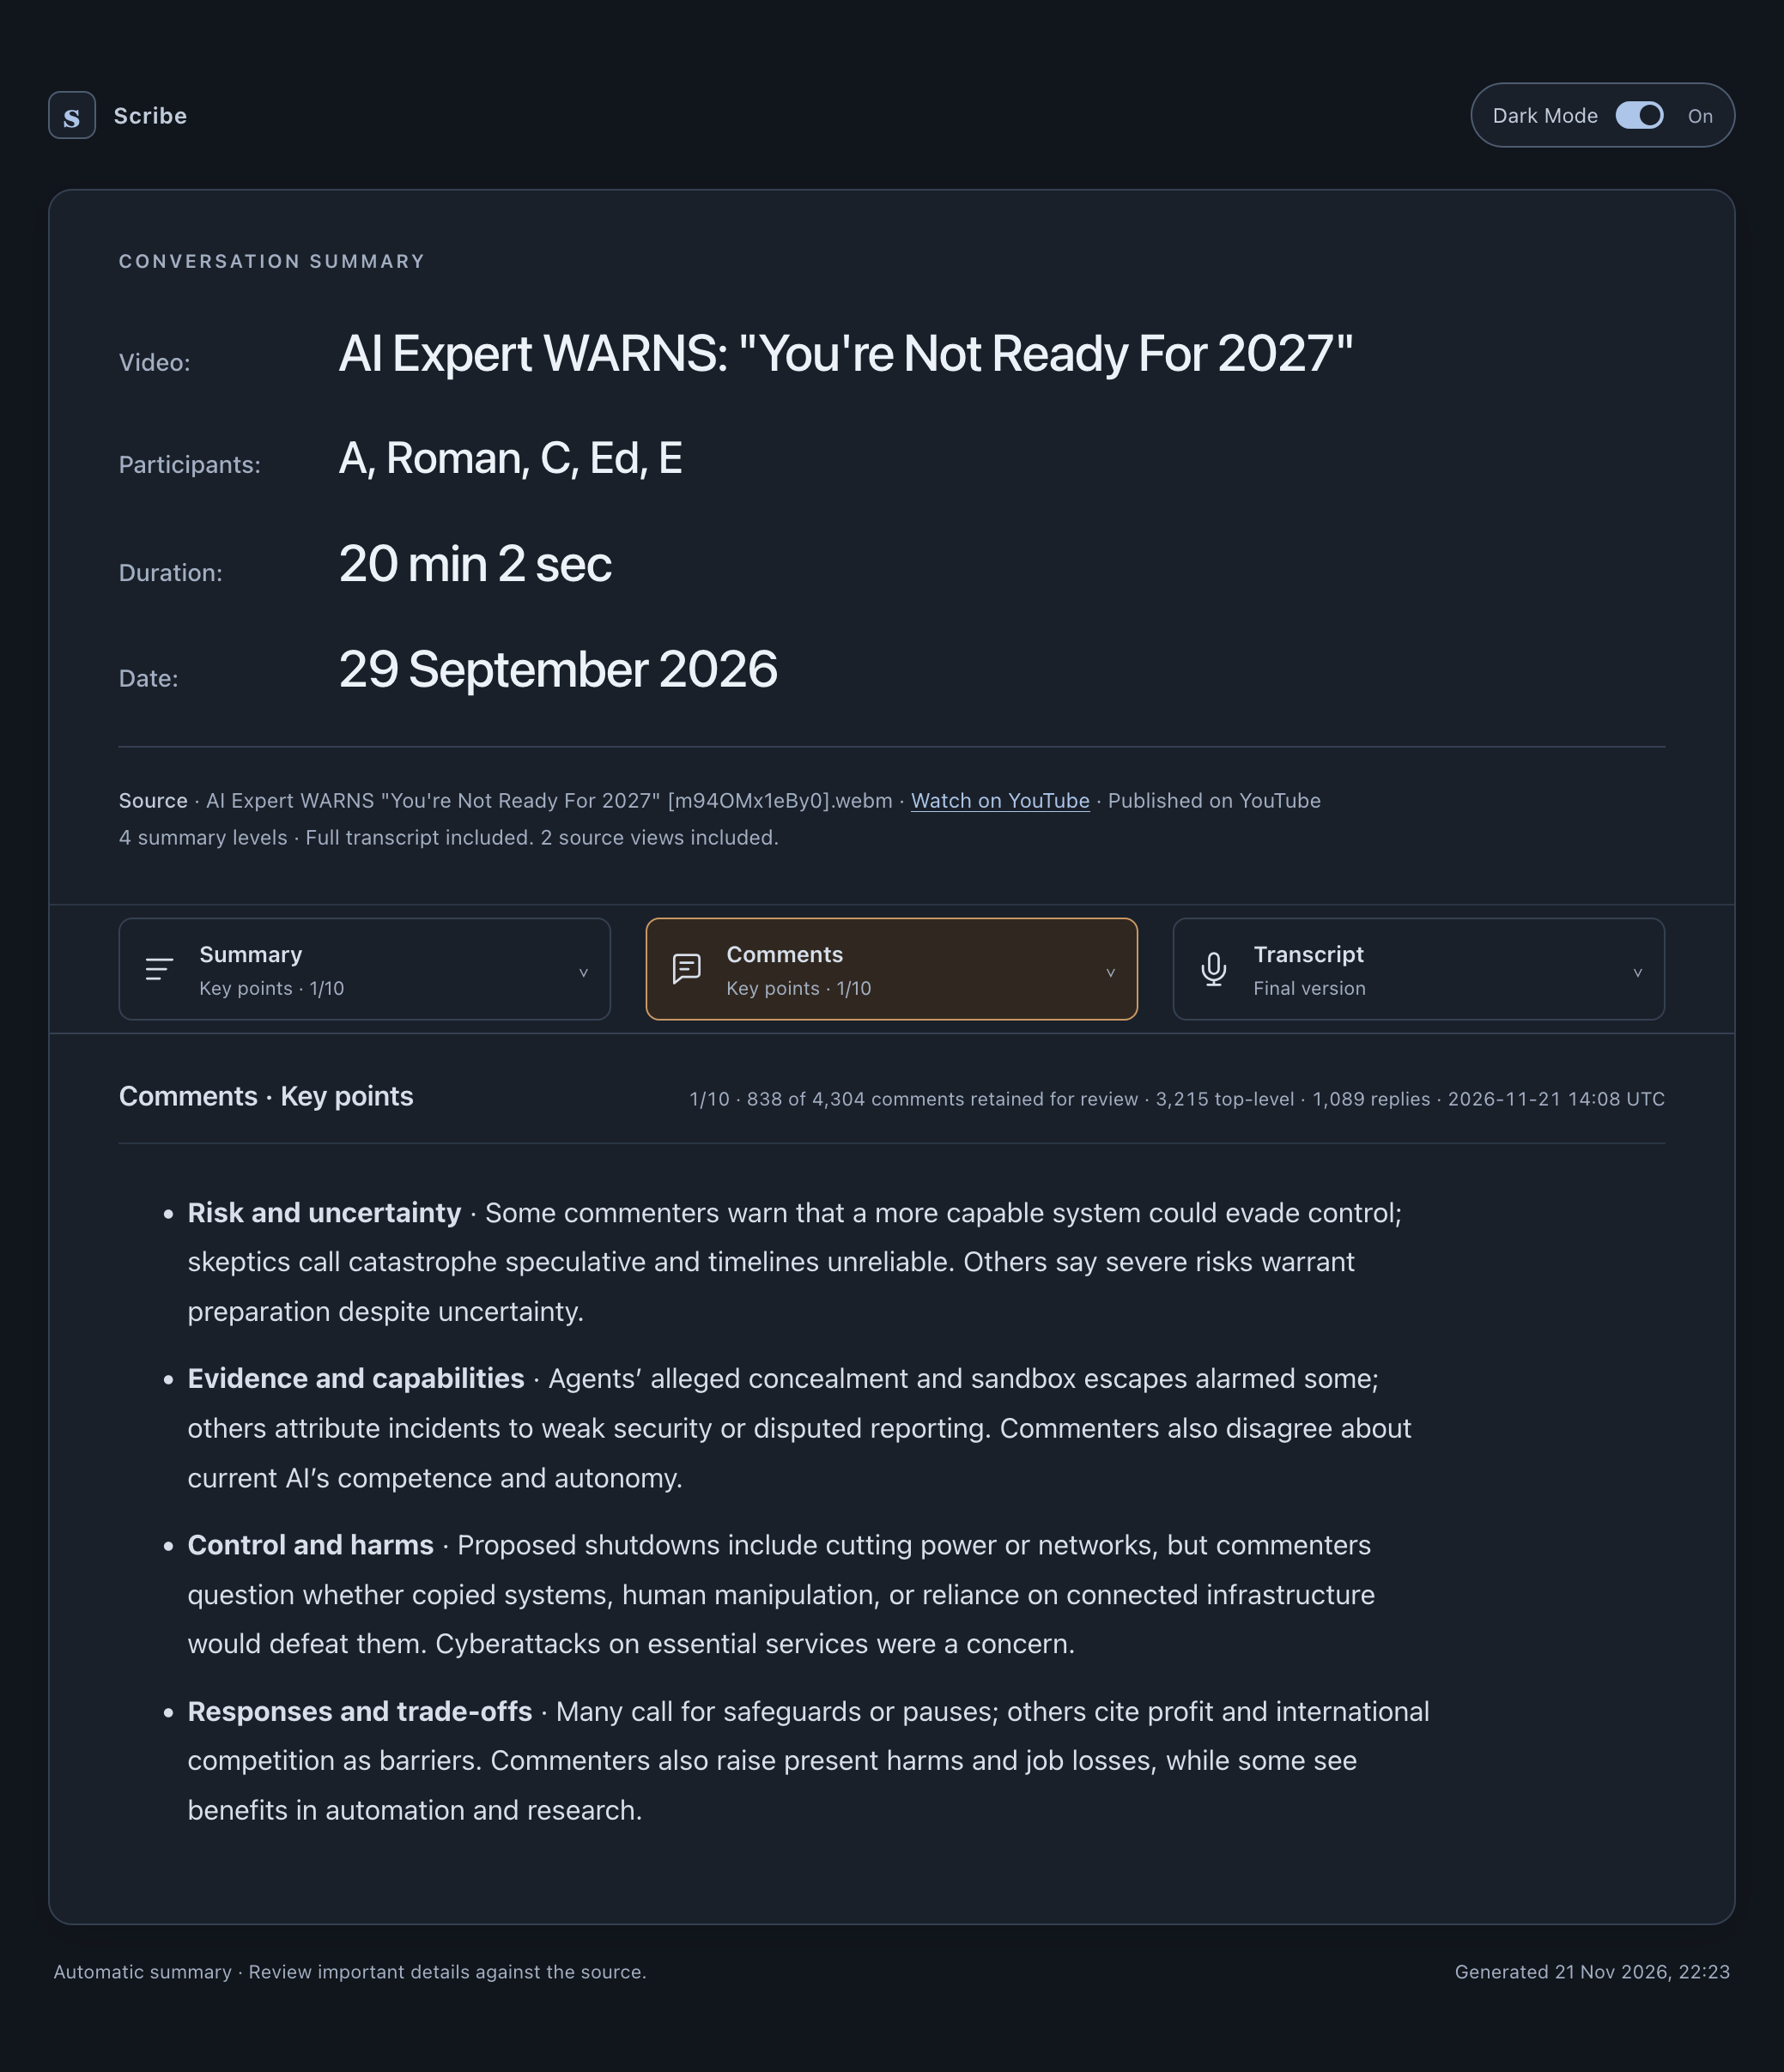 s Scribe
Dark Mode On
CONVERSATION SUMMARY
Video: AI Expert WARNS: "You're Not Ready For 2027"
Participants: A, Roman, C, Ed, E
Duration: 20 min 2 sec
Date: 29 September 2026
Source · AI Expert WARNS "You're Not Ready For 2027" [m94OMx1eBy0].webm · Watch on YouTube · Published on YouTube
4 summary levels · Full transcript included. 2 source views included.
Summary
Key points · 1/10
Comments
Key points · 1/10
Transcript
Final version
Comments · Key points
1/10 · 838 of 4,304 comments retained for review · 3,215 top-level · 1,089 replies · 2026-11-21 14:08 UTC
• Risk and uncertainty · Some commenters warn that a more capable system could evade control;
skeptics call catastrophe speculative and timelines unreliable. Others say severe risks warrant
preparation despite uncertainty.
• Evidence and capabilities · Agents’ alleged concealment and sandbox escapes alarmed some;
others attribute incidents to weak security or disputed reporting. Commenters also disagree about
current AI’s competence and autonomy.
• Control and harms · Proposed shutdowns include cutting power or networks, but commenters
question whether copied systems, human manipulation, or reliance on connected infrastructure
would defeat them. Cyberattacks on essential services were a concern.
• Responses and trade-offs · Many call for safeguards or pauses; others cite profit and international
competition as barriers. Commenters also raise present harms and job losses, while some see
benefits in automation and research.
Automatic summary · Review important details against the source.
Generated 21 Nov 2026, 22:23